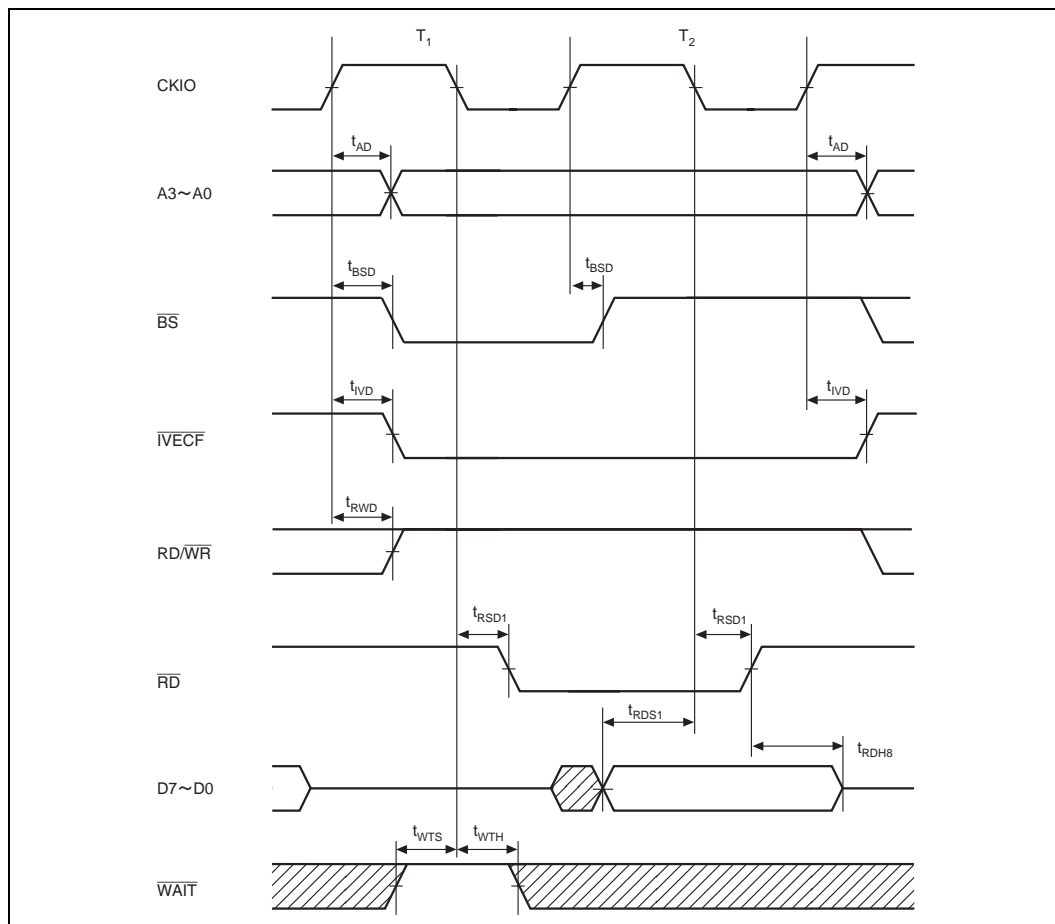 T1 T2
CKIO
tAD tAD
A3～A0
tBSD tBSD
BS
tIVD tIVD
IVECF
tRWD
RD/WR
tRSD1 tRSD1
RD
tRDS1
tRDH8
D7～D0
tWTS tWTH
WAIT